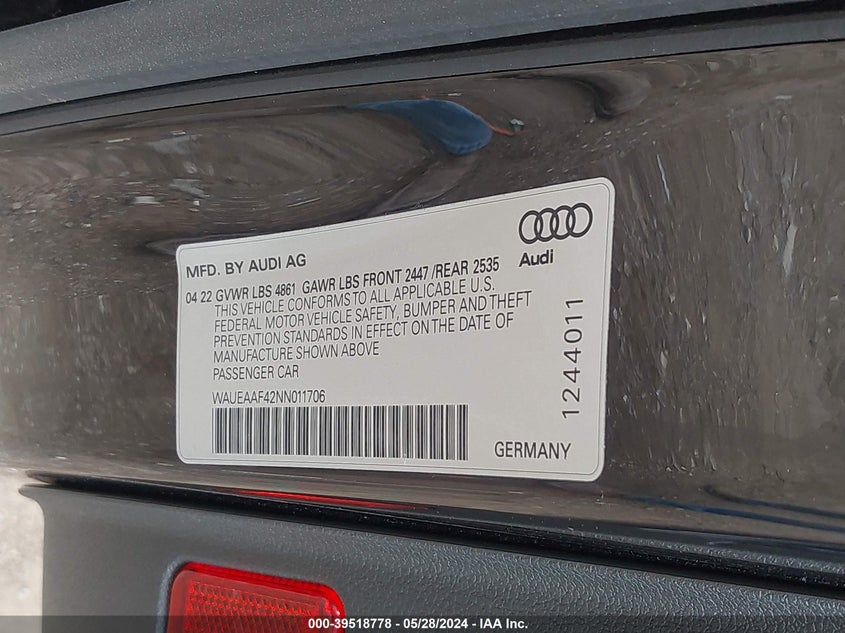 MFD. BY AUDI AG
Audi
04 22 GVWR LBS 4861 GAWR LBS FRONT 2447 /REAR 2535
THIS VEHICLE CONFORMS TO ALL APPLICABLE U.S.
FEDERAL MOTOR VEHICLE SAFETY, BUMPER AND THEFT
PREVENTION STANDARDS IN EFFECT ON THE DATE OF
MANUFACTURE SHOWN ABOVE
PASSENGER CAR
WAUEAAF42NN011706
GERMANY
1244011
000-39518778 - 05/28/2024 - IAA Inc.